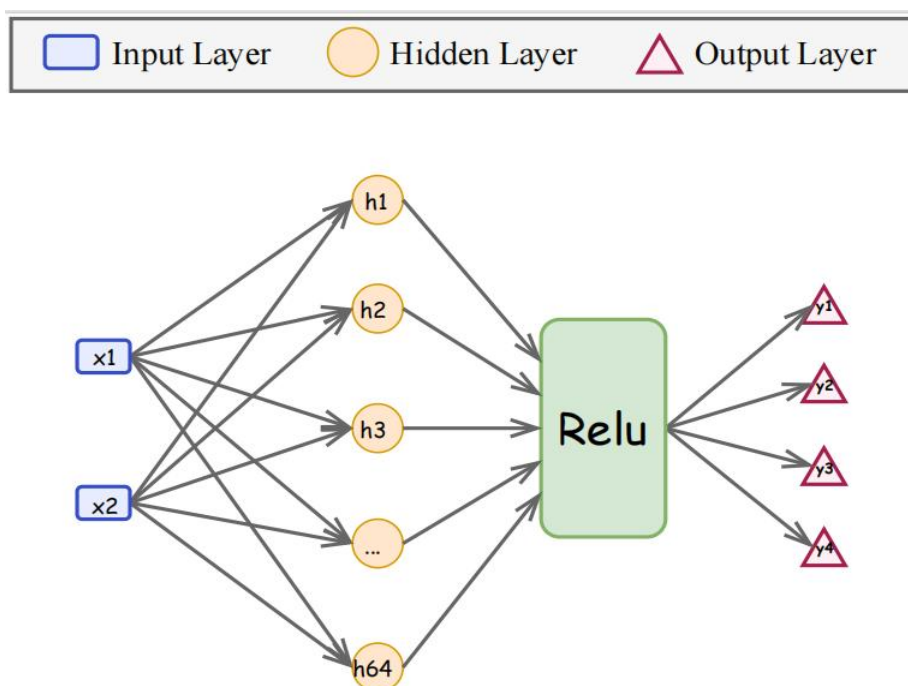 Input Layer Hidden Layer Output Layer
h1
h2
y1
x1
y2
h3
Relu
y3
x2
...
y4
h64